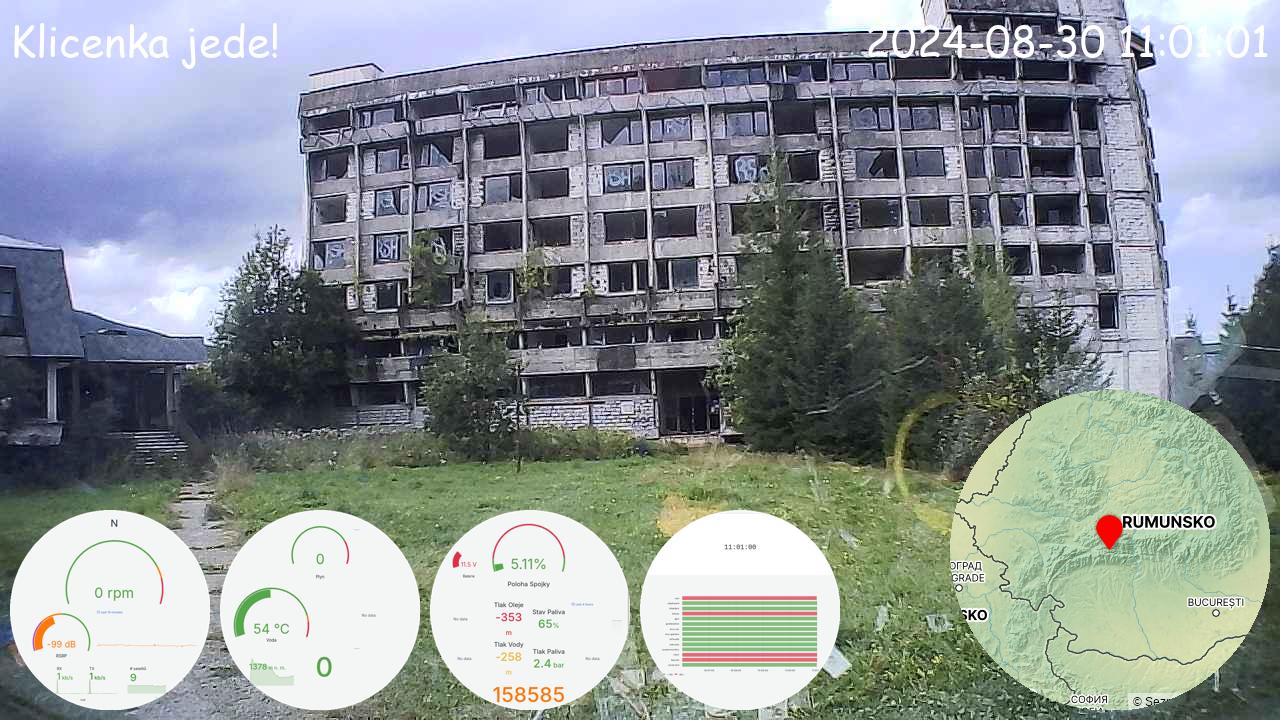 Klicenka jede!
2024-08-30 11:01:01
N
0 rpm
-99 dB
RSRP
RX
TX
# satelitů
1 kb/s
1 kb/s
9
0
Plyn
54 °C
Voda
No data
1378 m n. m.
0
11.5 V
Baterie
5.11%
Poloha Spojky
Tlak Oleje
-353
m
Stav Paliva
65%
No data
Tlak Vody
-258
m
Tlak Paliva
2.4 bar
No data
No data
158585
11:01:00
RUMUNSKO
ОГРАД
GRADE
SKO
BUCUREȘTI
СОФИЯ
© Sez